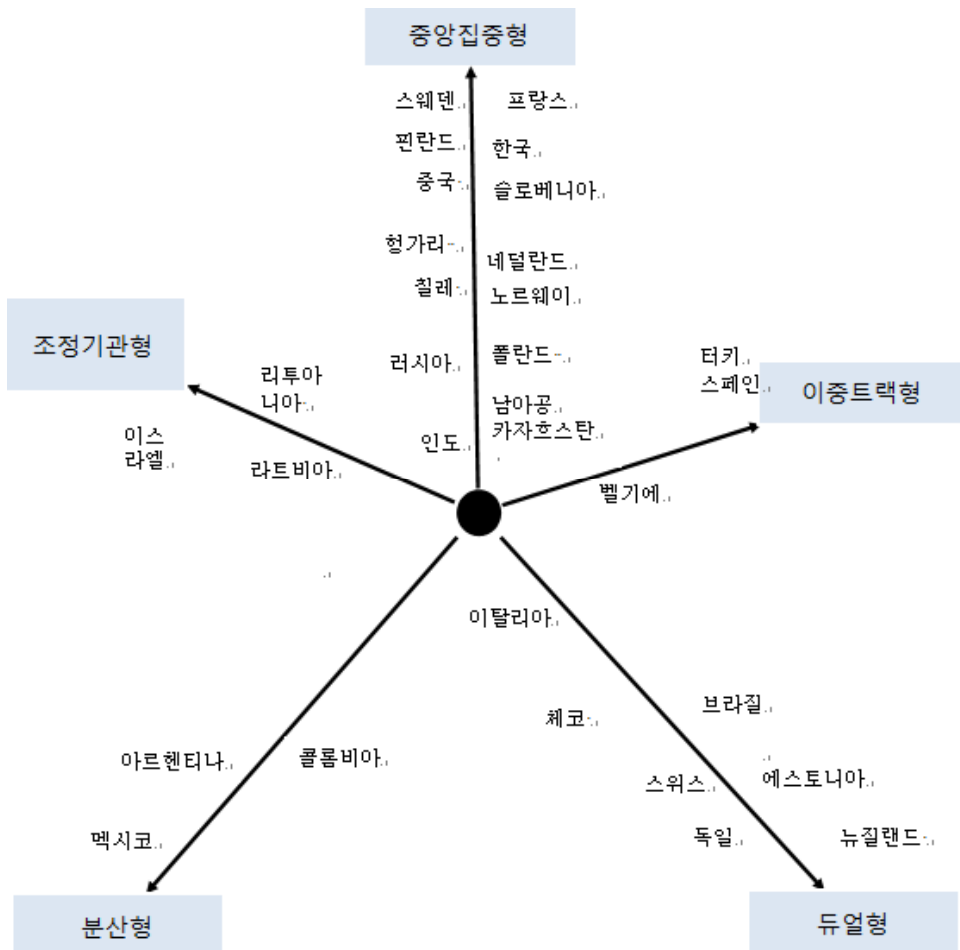 중앙집중형
스웨덴
프랑스
핀란드
한국
중국
슬로베니아
헝가리-
네덜란드
칠레
노르웨이
러시아
폴란드-
남아공
카자흐스탄
인도
조정기관형
리투아
니아
이스
라엘
라트비아
터키
스페인
이중트랙형
벨기에
이탈리아
체코
브라질
스위스
에스토니아
독일
뉴질랜드
듀얼형
아르헨티나
콜롬비아
멕시코
분산형